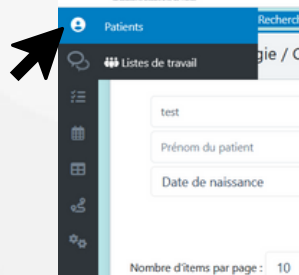 Patients
Recherch
Listes de travail
gie / C
test
Prénom du patient
Date de naissance
Nombre d'items par page : 10